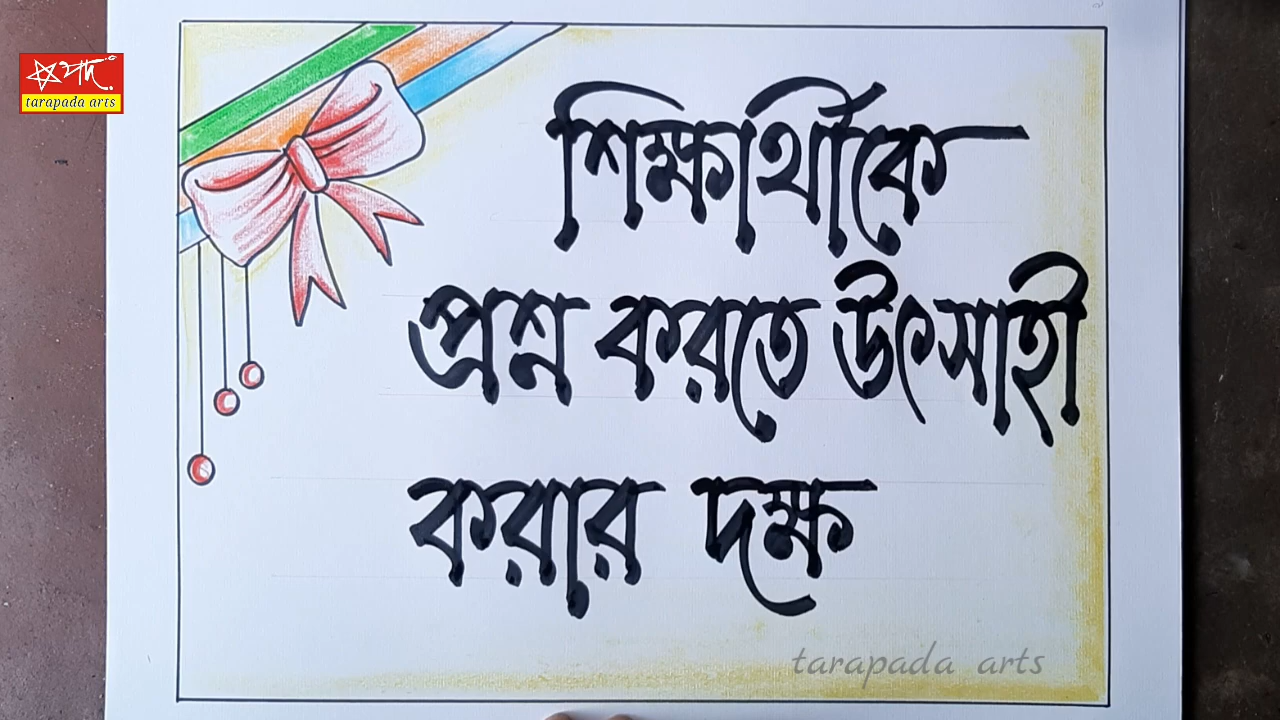 tarapada arts
শিক্ষার্থীকে
প্রশ্ন করতে উৎসাহী
করার দক্ষ
tarapada arts